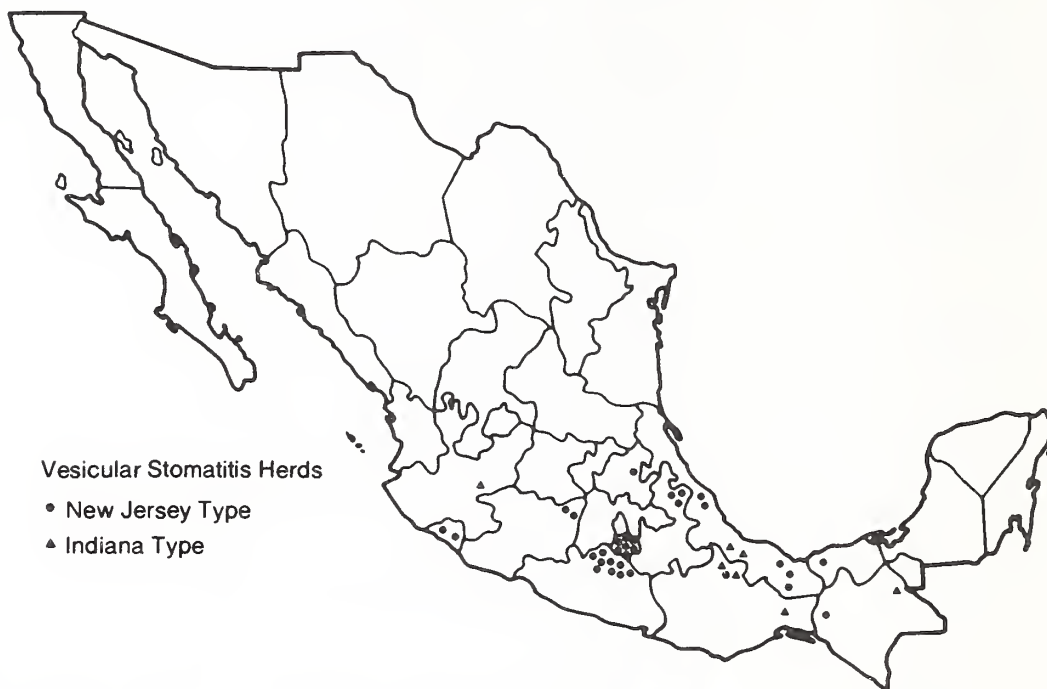 Vesicular Stomatitis Herds
• New Jersey Type
▲ Indiana Type